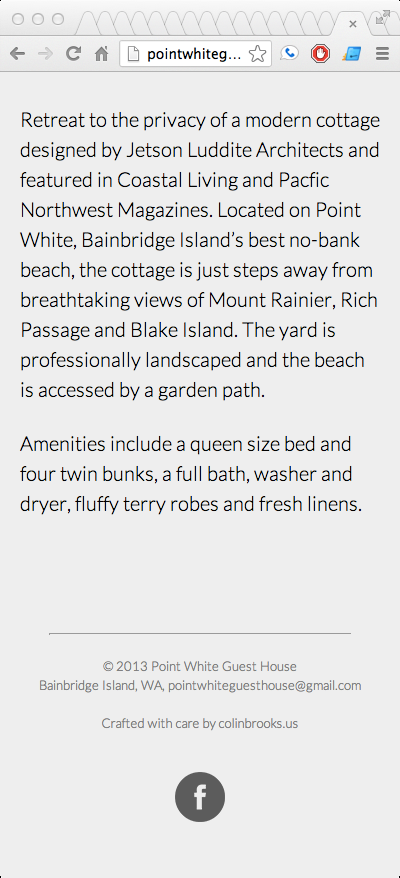 pointwhiteg...
Retreat to the privacy of a modern cottage
designed by Jetson Luddite Architects and
featured in Coastal Living and Pacfic
Northwest Magazines. Located on Point
White, Bainbridge Island’s best no-bank
beach, the cottage is just steps away from
breathtaking views of Mount Rainier, Rich
Passage and Blake Island. The yard is
professionally landscaped and the beach
is accessed by a garden path.
Amenities include a queen size bed and
four twin bunks, a full bath, washer and
dryer, fluffy terry robes and fresh linens.
© 2013 Point White Guest House
Bainbridge Island, WA, pointwhiteguesthouse@gmail.com
Crafted with care by colinbrooks.us
f